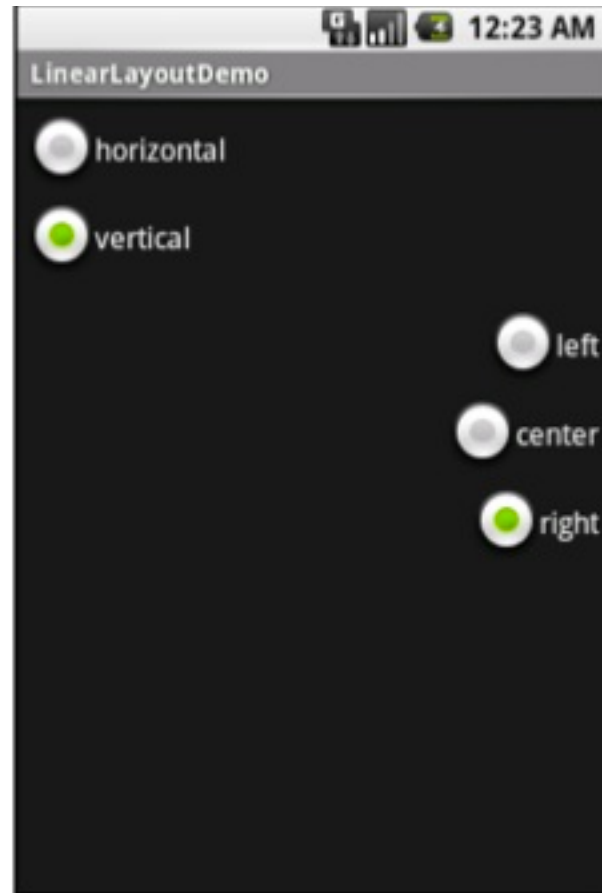 12:23 AM
LinearLayoutDemo
horizontal
vertical
left
center
right